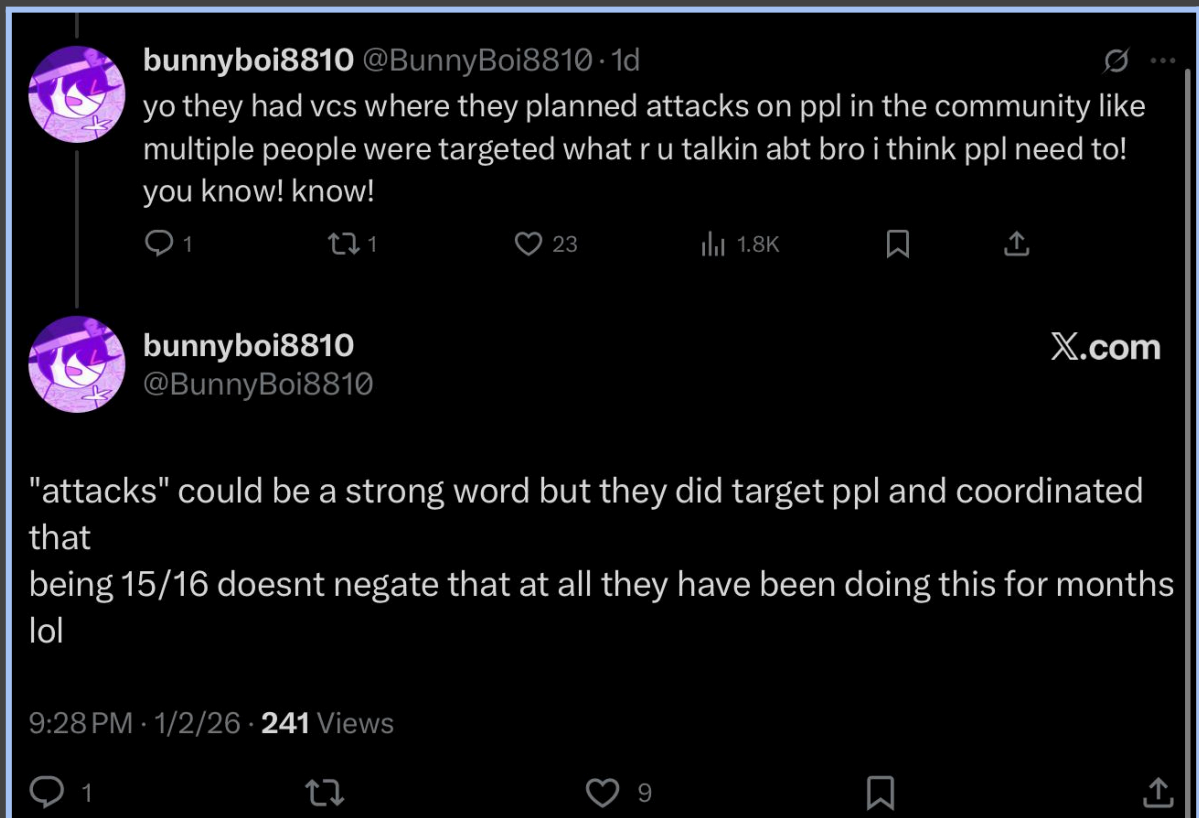 bunnyboi8810 @BunnyBoi8810 · 1d
yo they had vcs where they planned attacks on ppl in the community like
multiple people were targeted what r u talkin abt bro i think ppl need to!
you know! know!
1 1 23 1.8K
bunnyboi8810
@BunnyBoi8810
X.com
"attacks" could be a strong word but they did target ppl and coordinated
that
being 15/16 doesnt negate that at all they have been doing this for months
lol
9:28 PM · 1/2/26 · 241 Views
1 9